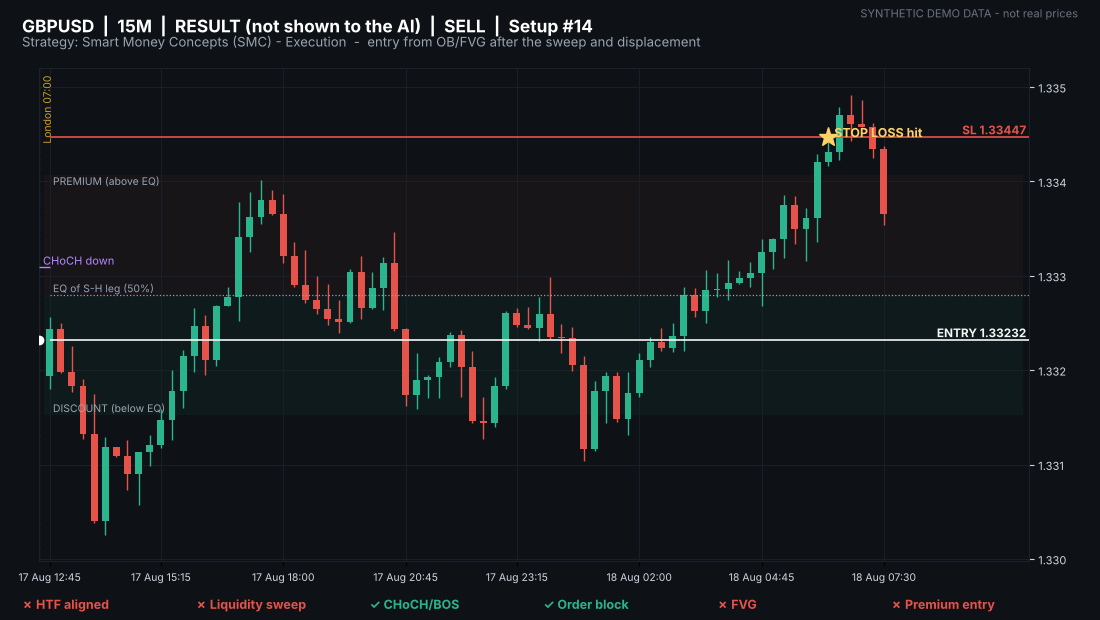 SYNTHETIC DEMO DATA - not real prices
GBPUSD | 15M | RESULT (not shown to the AI) | SELL | Setup #14
Strategy: Smart Money Concepts (SMC) - Execution - entry from OB/FVG after the sweep and displacement
London 07:00
1.335
STOP LOSS hit
SL 1.33447
PREMIUM (above EQ)
1.334
CHoCH down
1.333
EQ of S-H leg (50%)
ENTRY 1.33232
1.332
DISCOUNT (below EQ)
1.331
1.330
17 Aug 12:45 17 Aug 15:15 17 Aug 18:00 17 Aug 20:45 17 Aug 23:15 18 Aug 02:00 18 Aug 04:45 18 Aug 07:30
× HTF aligned × Liquidity sweep ✓ CHoCH/BOS ✓ Order block × FVG × Premium entry